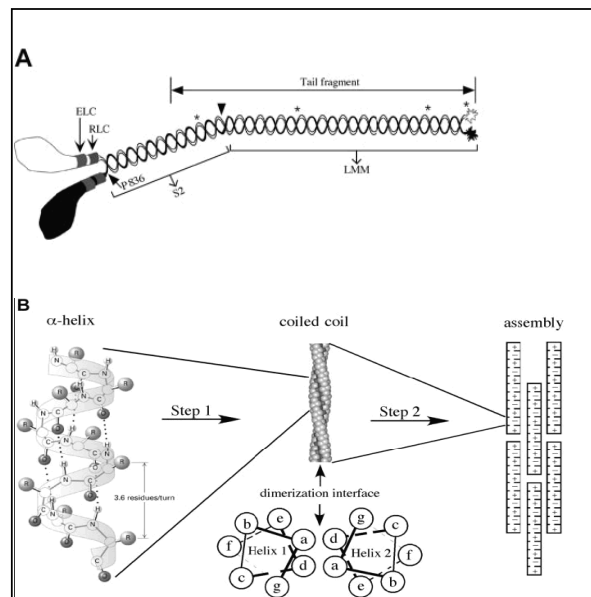 A
Tail fragment
ELC
RLC
* * * *
P836
S2
LMM
B
α-helix
coiled coil
assembly
H
N
R
C
O
Step 1
Step 2
3.6 residues/turn
dimerization interface
b e a d g c f
Helix 1
g d a e b c f
Helix 2